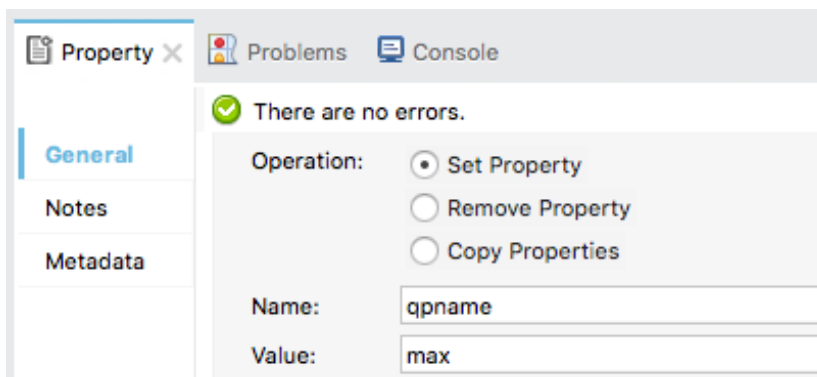 Property Problems Console
There are no errors.
General
Notes
Metadata
Operation:
Set Property
Remove Property
Copy Properties
Name: qpname
Value: max